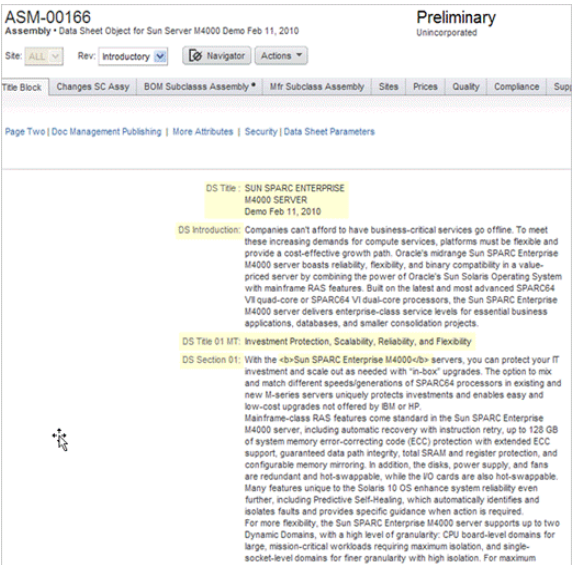 ASM-00166
Preliminary
Assembly • Data Sheet Object for Sun Server M4000 Demo Feb 11, 2010
Unincorporated
Site: ALL Rev: Introductory Navigator Actions
Title Block Changes SC Assy BOM Subclasss Assembly * Mfr Subclass Assembly Sites Prices Quality Compliance Sup
Page Two | Doc Management Publishing | More Attributes | Security | Data Sheet Parameters
DS Title : SUN SPARC ENTERPRISE
M4000 SERVER
Demo Feb 11, 2010
DS Introduction: Companies can't afford to have business-critical services go offline. To meet
these increasing demands for compute services, platforms must be flexible and
provide a cost-effective growth path. Oracle's midrange Sun SPARC Enterprise
M4000 server boasts reliability, flexibility, and binary compatibility in a value-
priced server by combining the power of Oracle's Sun Solaris Operating System
with mainframe RAS features. Built on the latest and most advanced SPARC64
VII quad-core or SPARC64 VI dual-core processors, the Sun SPARC Enterprise
M4000 server delivers enterprise-class service levels for essential business
applications, databases, and smaller consolidation projects.
DS Title 01 MT: Investment Protection, Scalability, Reliability, and Flexibility
DS Section 01: With the <b>Sun SPARC Enterprise M4000</b> servers, you can protect your IT
investment and scale out as needed with "in-box" upgrades. The option to mix
and match different speeds/generations of SPARC64 processors in existing and
new M-series servers uniquely protects investments and enables easy and
low-cost upgrades not offered by IBM or HP.
Mainframe-class RAS features come standard in the Sun SPARC Enterprise
M4000 server, including automatic recovery with instruction retry, up to 128 GB
of system memory error-correcting code (ECC) protection with extended ECC
support, guaranteed data path integrity, total SRAM and register protection, and
configurable memory mirroring. In addition, the disks, power supply, and fans
are redundant and hot-swappable, while the I/O cards are also hot-swappable.
Many features unique to the Solaris 10 OS enhance system reliability even
further, including Predictive Self-Healing, which automatically identifies and
isolates faults and provides specific guidance when action is required.
For more flexibility, the Sun SPARC Enterprise M4000 server supports up to two
Dynamic Domains, with a high level of granularity: CPU board-level domains for
large, mission-critical workloads requiring maximum isolation, and single-
socket-level domains for finer granularity with high isolation. For maximum